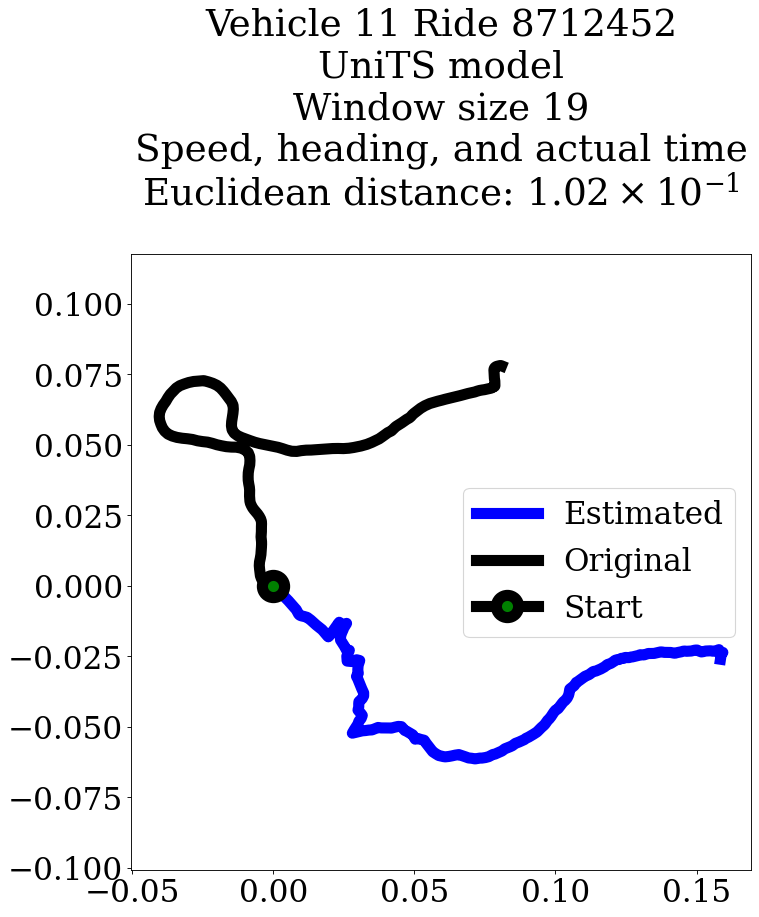 Vehicle 11 Ride 8712452
UniTS model
Window size 19
Speed, heading, and actual time
Euclidean distance: 1.02 × 10⁻¹
0.100
0.075
0.050
0.025
0.000
−0.025
−0.050
−0.075
−0.100
Estimated
Original
Start
−0.05 0.00 0.05 0.10 0.15